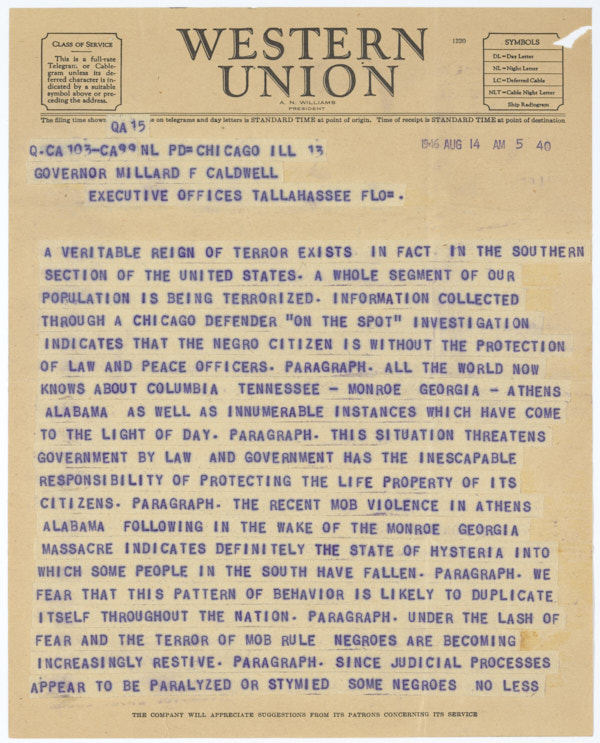 CLASS OF SERVICE
This is a full-rate
Telegram or Cable-
gram unless its de-
ferred character is in-
dicated by a suitable
symbol above or pre-
ceding the address.
WESTERN
UNION
A. N. WILLIAMS
PRESIDENT
1220
SYMBOLS
DL=Day Letter
NL=Night Letter
LC=Deferred Cable
NLT=Cable Night Letter
Ship Radiogram
The filing time shown on telegrams and day letters is STANDARD TIME at point of origin. Time of receipt is STANDARD TIME at point of destination
QA15
Q.CA103-CA99 NL PD=CHICAGO ILL 13
1946 AUG 14 AM 5 40
GOVERNOR MILLARD F CALDWELL
EXECUTIVE OFFICES TALLAHASSEE FLO=.
A VERITABLE REIGN OF TERROR EXISTS IN FACT IN THE SOUTHERN
SECTION OF THE UNITED STATES. A WHOLE SEGMENT OF OUR
POPULATION IS BEING TERRORIZED. INFORMATION COLLECTED
THROUGH A CHICAGO DEFENDER "ON THE SPOT" INVESTIGATION
INDICATES THAT THE NEGRO CITIZEN IS WITHOUT THE PROTECTION
OF LAW AND PEACE OFFICERS. PARAGRAPH. ALL THE WORLD NOW
KNOWS ABOUT COLUMBIA TENNESSEE - MONROE GEORGIA - ATHENS
ALABAMA AS WELL AS INNUMERABLE INSTANCES WHICH HAVE COME
TO THE LIGHT OF DAY. PARAGRAPH. THIS SITUATION THREATENS
GOVERNMENT BY LAW AND GOVERNMENT HAS THE INESCAPABLE
RESPONSIBILITY OF PROTECTING THE LIFE PROPERTY OF ITS
CITIZENS. PARAGRAPH. THE RECENT MOB VIOLENCE IN ATHENS
ALABAMA FOLLOWING IN THE WAKE OF THE MONROE GEORGIA
MASSACRE INDICATES DEFINITELY THE STATE OF HYSTERIA INTO
WHICH SOME PEOPLE IN THE SOUTH HAVE FALLEN. PARAGRAPH. WE
FEAR THAT THIS PATTERN OF BEHAVIOR IS LIKELY TO DUPLICATE
ITSELF THROUGHOUT THE NATION. PARAGRAPH. UNDER THE LASH OF
FEAR AND THE TERROR OF MOB RULE NEGROES ARE BECOMING
INCREASINGLY RESTIVE. PARAGRAPH. SINCE JUDICIAL PROCESSES
APPEAR TO BE PARALYZED OR STYMIED SOME NEGROES NO LESS
THE COMPANY WILL APPRECIATE SUGGESTIONS FROM ITS PATRONS CONCERNING ITS SERVICE